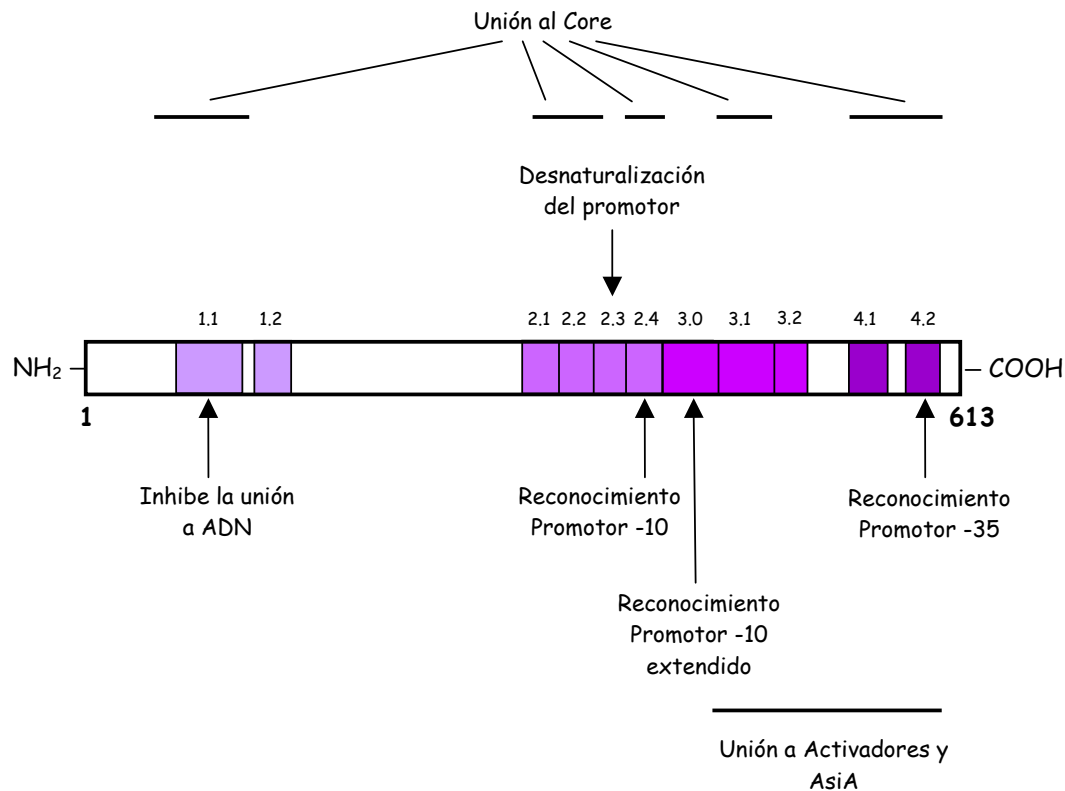 Unión al Core
Desnaturalización
del promotor
1.1 1.2 2.1 2.2 2.3 2.4 3.0 3.1 3.2 4.1 4.2
NH₂ COOH
1 613
Inhibe la unión
a ADN
Reconocimiento
Promotor -10
Reconocimiento
Promotor -35
Reconocimiento
Promotor -10
extendido
Unión a Activadores y
AsiA